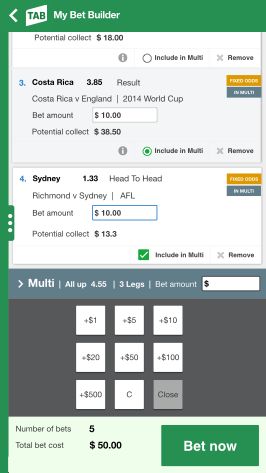 TAB My Bet Builder
Potential collect $ 18.00
Include in Multi Remove
3. Costa Rica 3.85 Result FIXED ODDS
IN MULTI
Costa Rica v England | 2014 World Cup
Bet amount $ 10.00
Potential collect $ 38.50
Include in Multi Remove
4. Sydney 1.33 Head To Head FIXED ODDS
IN MULTI
Richmond v Sydney | AFL
Bet amount $ 10.00
Potential collect $ 13.3
Include in Multi Remove
> Multi | All up 4.55 | 3 Legs | Bet amount $
+$1 +$5 +$10
+$20 +$50 +$100
+$500 C Close
Number of bets 5
Total bet cost $ 50.00
Bet now